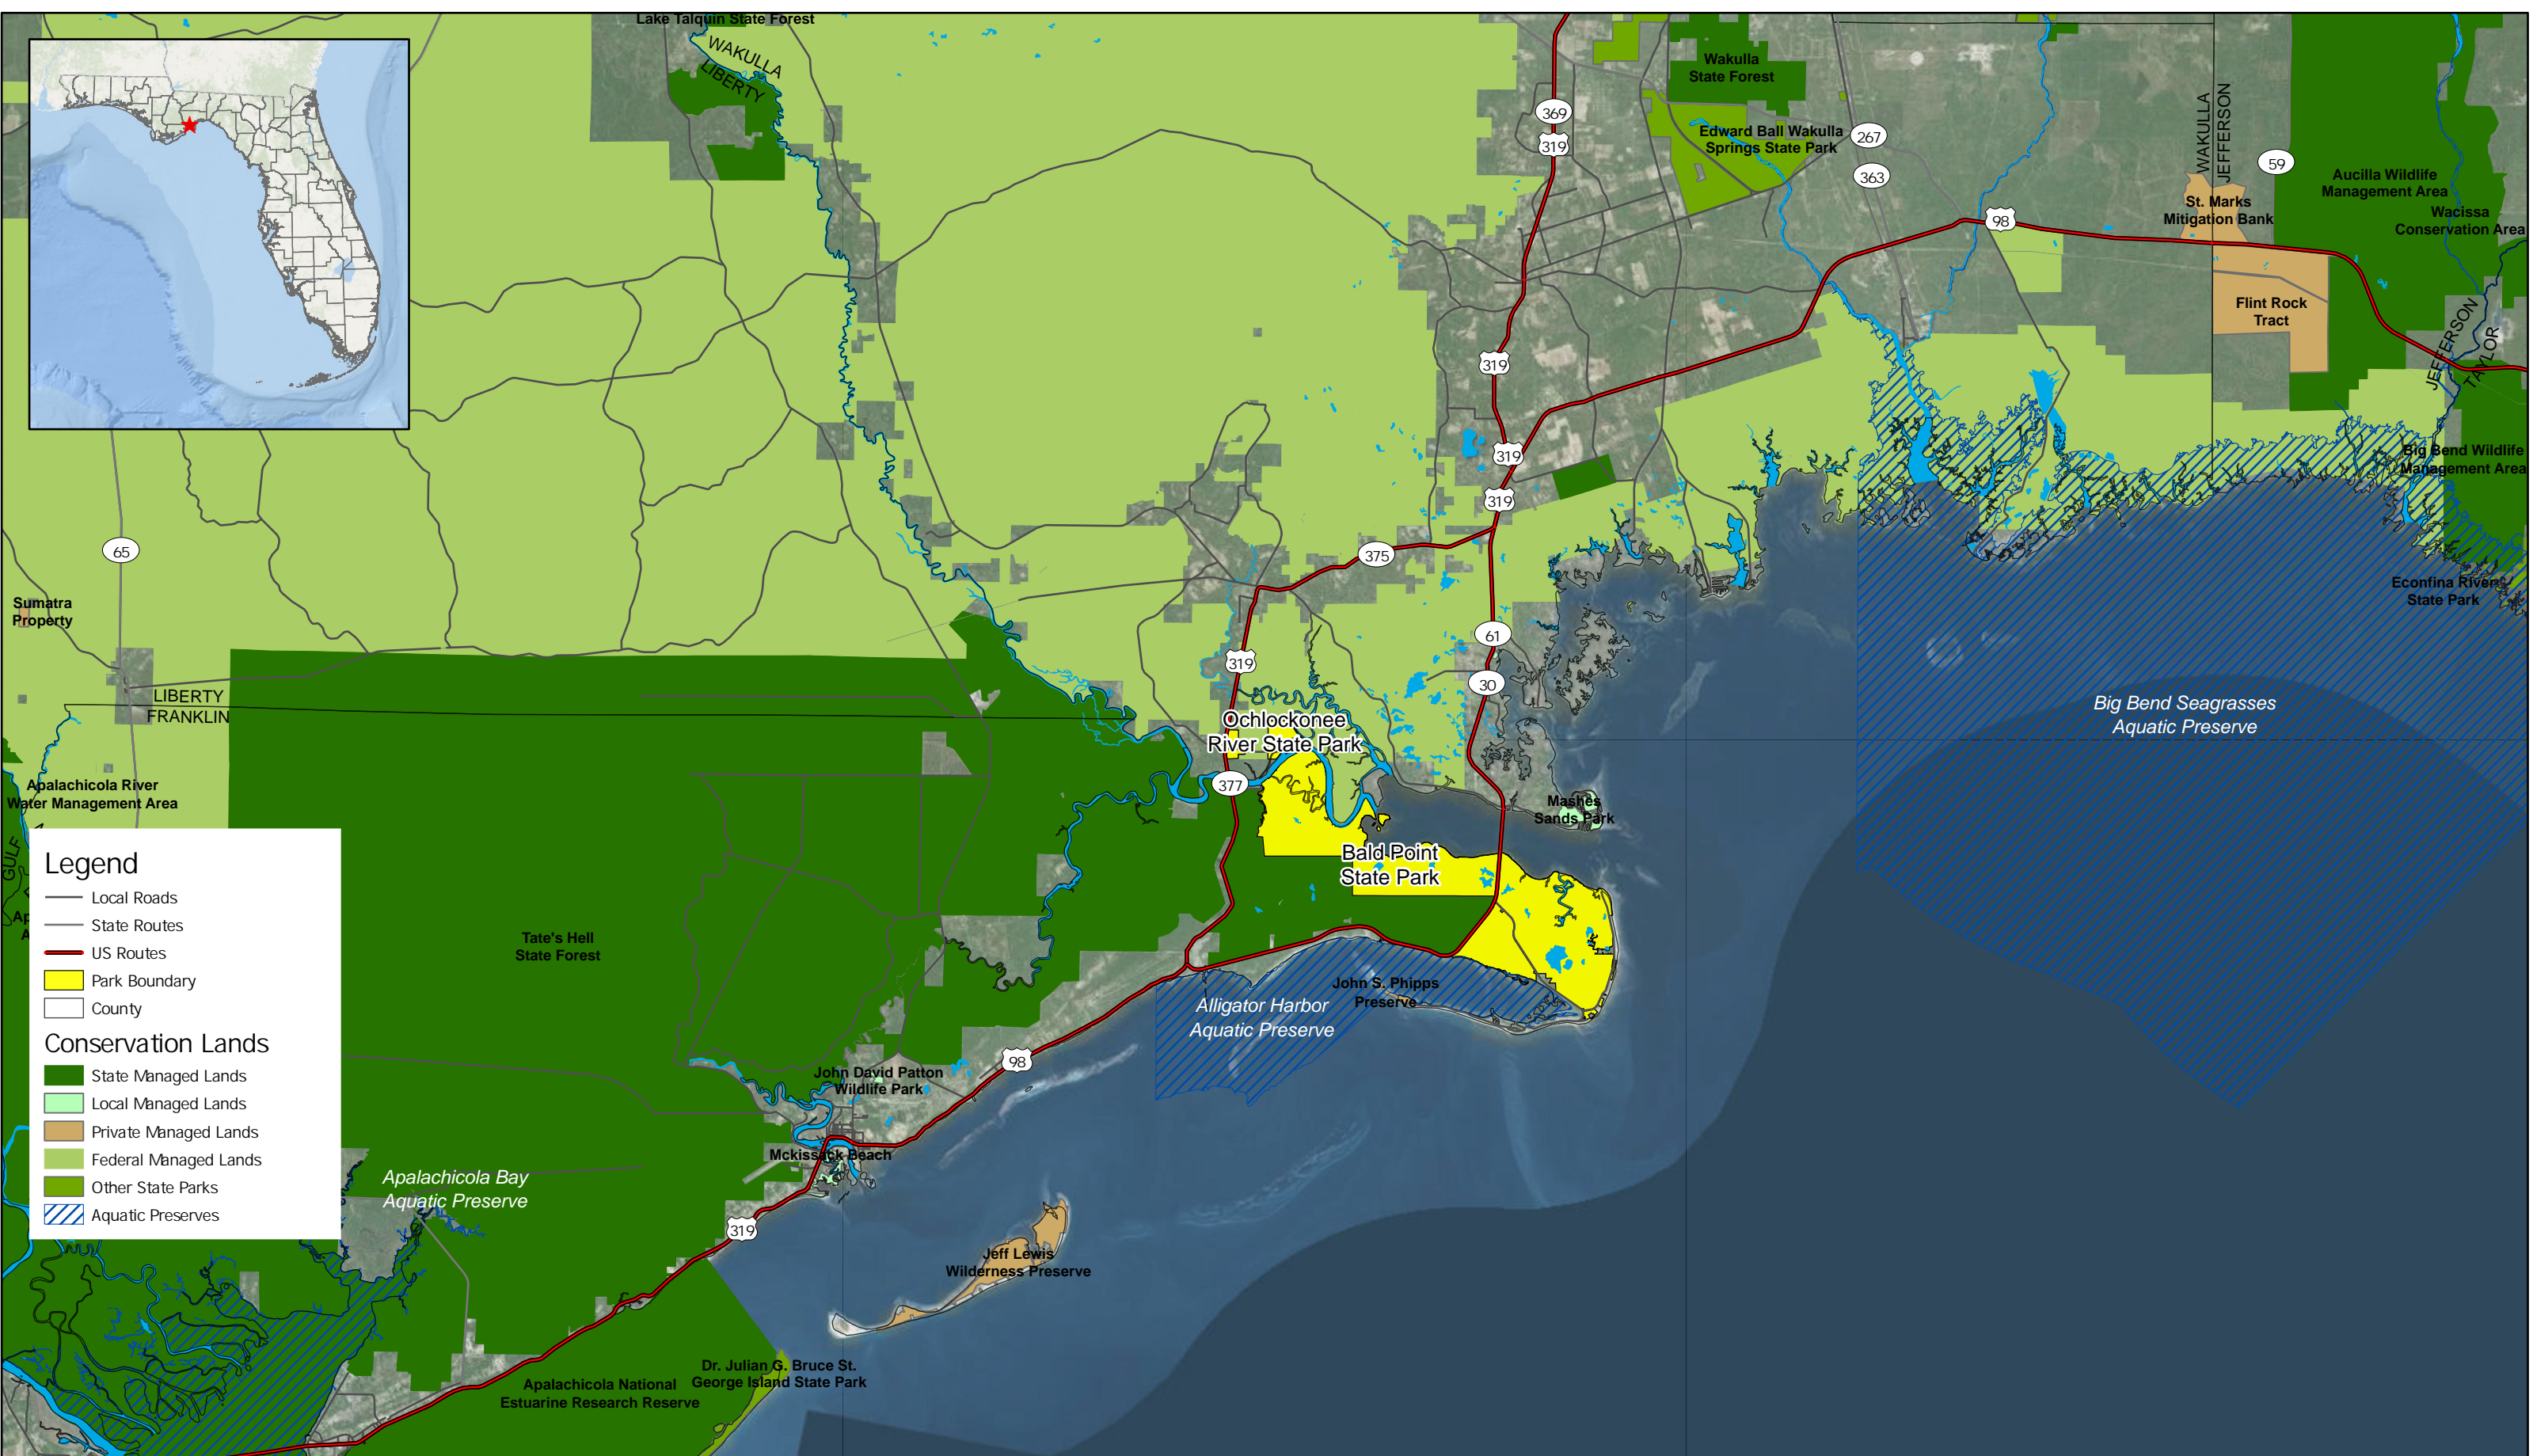 Lake Talquin State Forest
WAKULLA
LIBERTY
Wakulla
State Forest
369
319
Edward Ball Wakulla
Springs State Park
267
363
WAKULLA
JEFFERSON
59
Aucilla Wildlife
Management Area
St. Marks
Mitigation Bank
Wacissa
Conservation Area
98
Flint Rock
Tract
JEFFERSON
TAYLOR
319
319
Big Bend Wildlife
Management Area
319
65
375
Econfina River
State Park
Sumatra
Property
61
319
30
LIBERTY
FRANKLIN
Ochlockonee
River State Park
Big Bend Seagrasses
Aquatic Preserve
377
Apalachicola River
Water Management Area
Mashes
Sands Park
GULF
Bald Point
State Park
Legend
Local Roads
State Routes
US Routes
Park Boundary
County
Conservation Lands
State Managed Lands
Local Managed Lands
Private Managed Lands
Federal Managed Lands
Other State Parks
Aquatic Preserves
Tate's Hell
State Forest
John S. Phipps
Preserve
Alligator Harbor
Aquatic Preserve
98
John David Patton
Wildlife Park
Mckissack Beach
Apalachicola Bay
Aquatic Preserve
319
Jeff Lewis
Wilderness Preserve
Dr. Julian G. Bruce St.
George Island State Park
Apalachicola National
Estuarine Research Reserve